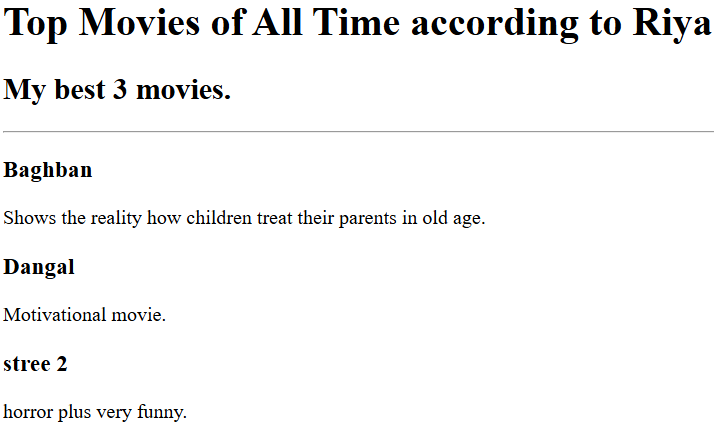 Top Movies of All Time according to Riya
My best 3 movies.
Baghban
Shows the reality how children treat their parents in old age.
Dangal
Motivational movie.
stree 2
horror plus very funny.